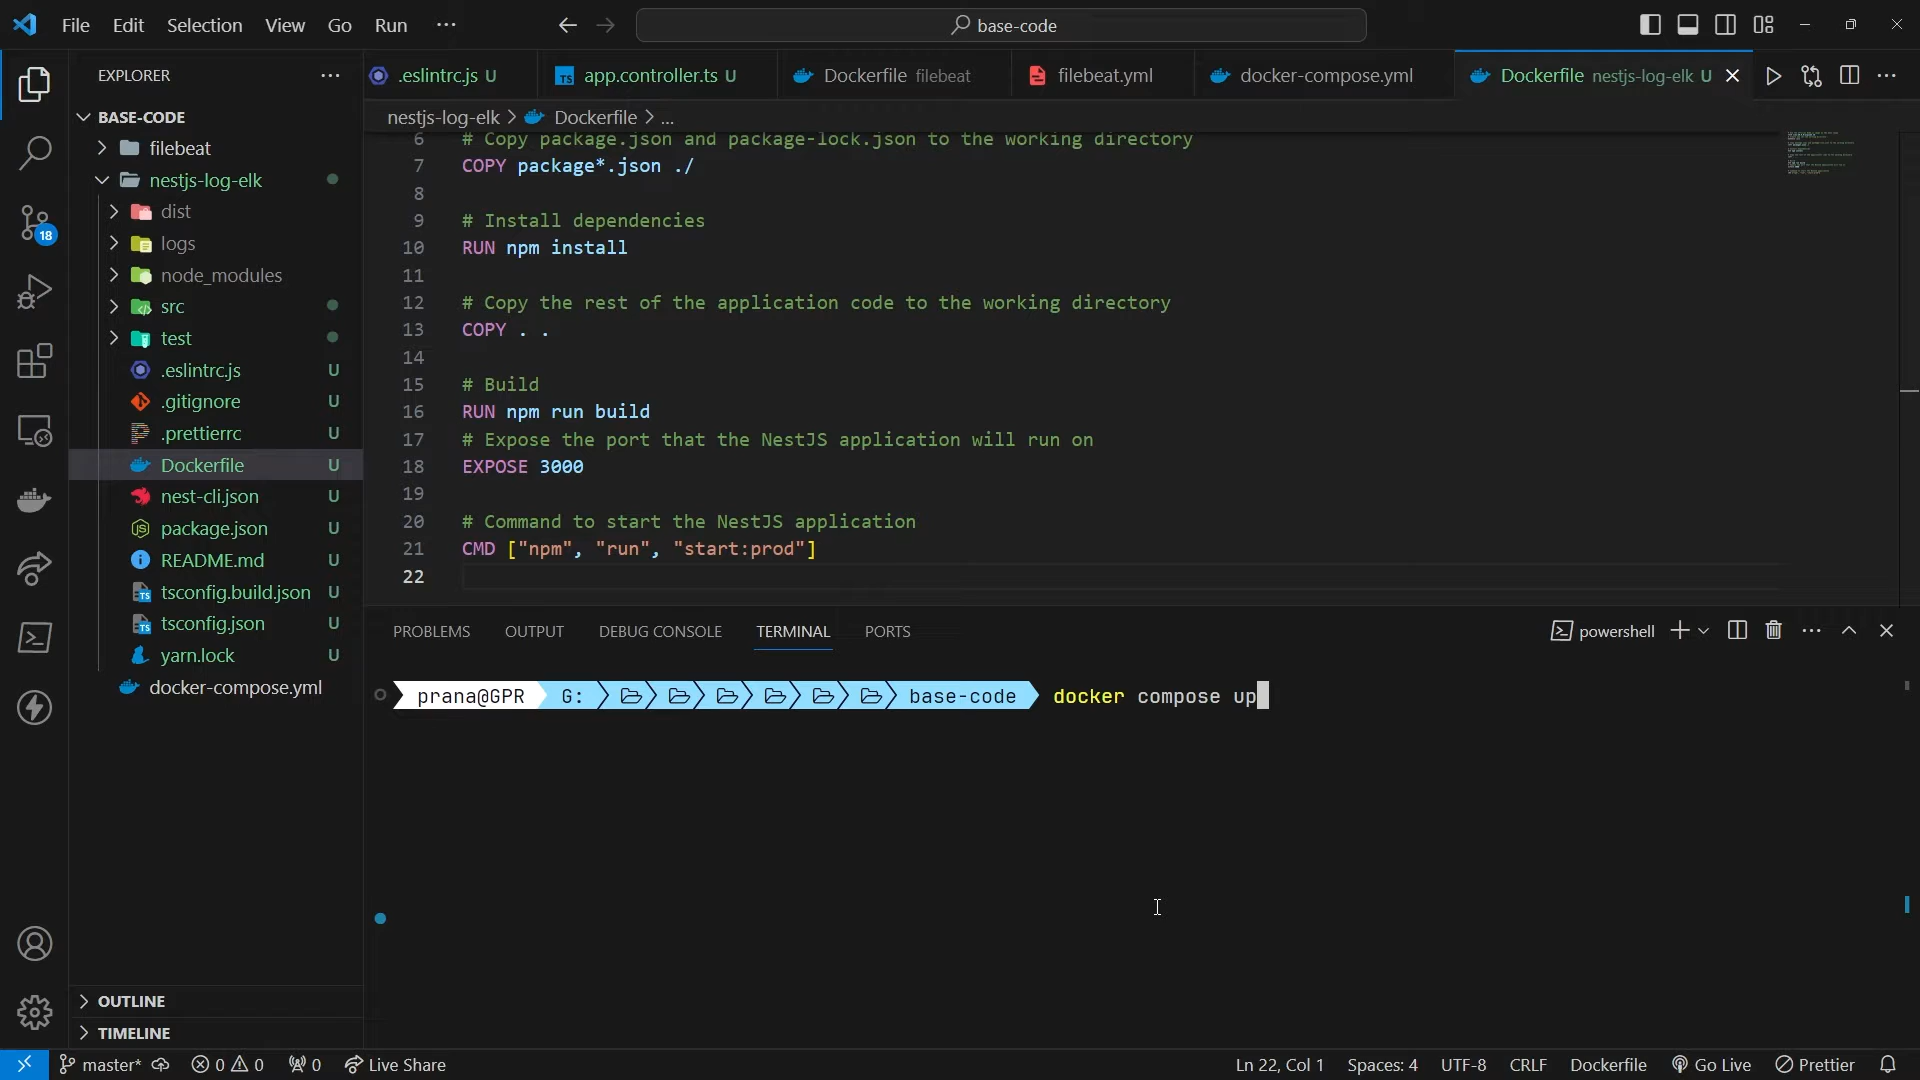 File Edit Selection View Go Run ···
base-code
EXPLORER ···
BASE-CODE
filebeat
nestjs-log-elk
dist
logs
node_modules
src
test
.eslintrc.js U
.gitignore U
.prettierrc U
Dockerfile U
nest-cli.json U
package.json U
README.md U
tsconfig.build.json U
tsconfig.json U
yarn.lock U
docker-compose.yml
OUTLINE
TIMELINE
18
.eslintrc.js U
app.controller.ts U
Dockerfile filebeat
filebeat.yml
docker-compose.yml
Dockerfile nestjs-log-elk U
nestjs-log-elk > Dockerfile > ...
6 # Copy package.json and package-lock.json to the working directory
7 COPY package*.json ./
8
9 # Install dependencies
10 RUN npm install
11
12 # Copy the rest of the application code to the working directory
13 COPY . .
14
15 # Build
16 RUN npm run build
17 # Expose the port that the NestJS application will run on
18 EXPOSE 3000
19
20 # Command to start the NestJS application
21 CMD ["npm", "run", "start:prod"]
22
PROBLEMS OUTPUT DEBUG CONSOLE TERMINAL PORTS
powershell
prana@GPR G: base-code docker compose up
master* 0 0 0 Live Share
Ln 22, Col 1 Spaces: 4 UTF-8 CRLF Dockerfile Go Live Prettier